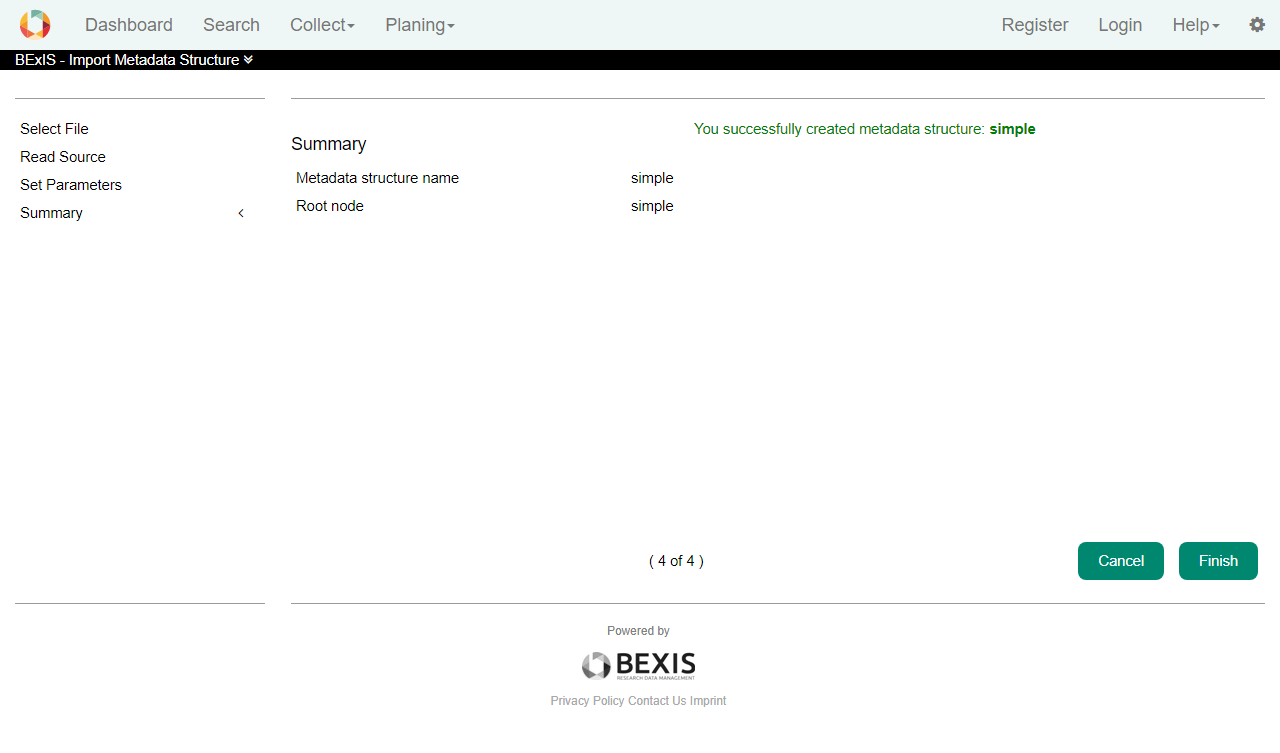 Dashboard Search Collect Planing Register Login Help
BExIS - Import Metadata Structure
Select File
Read Source
Set Parameters
Summary
You successfully created metadata structure: simple
Summary
Metadata structure name simple
Root node simple
( 4 of 4 )
Cancel Finish
Powered by
BEXIS
RESEARCH DATA MANAGEMENT
Privacy Policy Contact Us Imprint